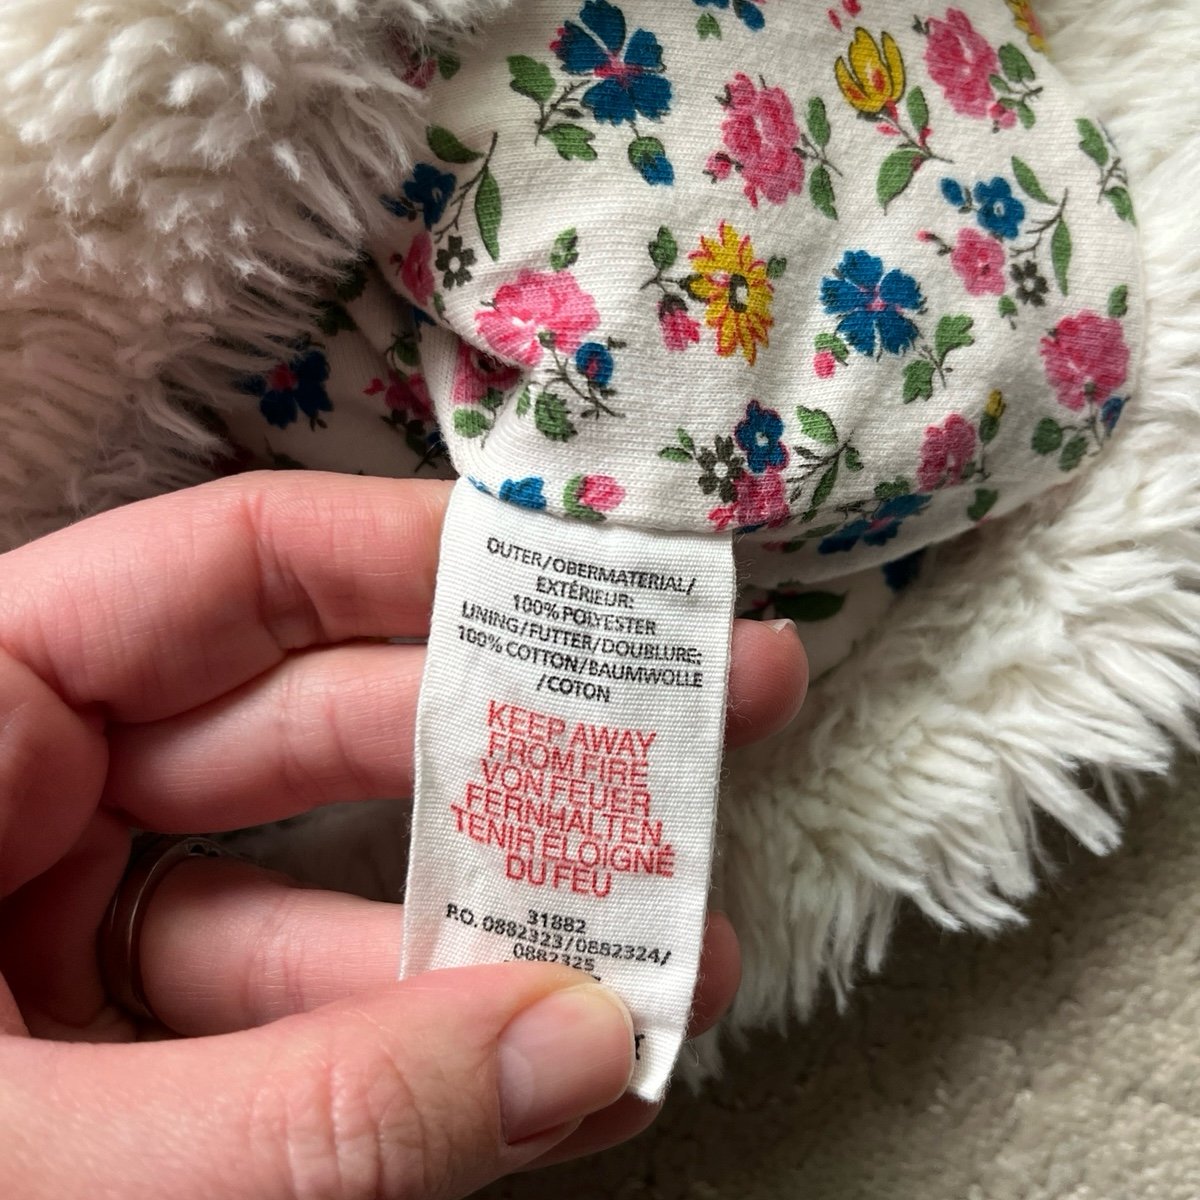 OUTER/OBERMATERIAL/
EXTÉRIEUR:
100% POLYESTER
LINING/FUTTER/DOUBLURE:
100% COTTON/BAUMWOLLE
/COTON
KEEP AWAY
FROM FIRE
VON FEUER
FERNHALTEN
TENIR ÉLOIGNÉ
DU FEU
31882
P.O. 0882323/0882324/
0882325